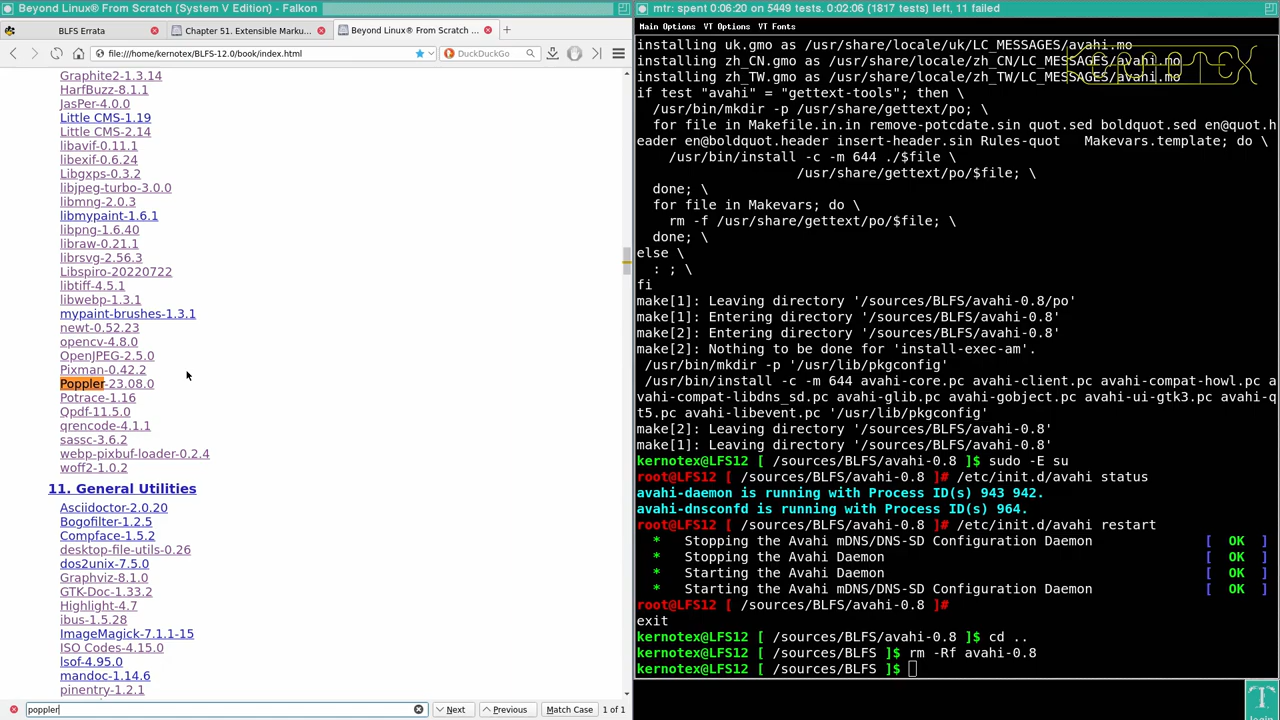 Beyond Linux® From Scratch (System V Edition) - Falkon
BLFS Errata
Chapter 51. Extensible Marku...
Beyond Linux® From Scratch ...
file:///home/kernotex/BLFS-12.0/book/index.html
DuckDuckGo
Graphite2-1.3.14
HarfBuzz-8.1.1
JasPer-4.0.0
Little CMS-1.19
Little CMS-2.14
libavif-0.11.1
libexif-0.6.24
Libgxps-0.3.2
libjpeg-turbo-3.0.0
libmng-2.0.3
libmypaint-1.6.1
libpng-1.6.40
libraw-0.21.1
librsvg-2.56.3
Libspiro-20220722
libtiff-4.5.1
libwebp-1.3.1
mypaint-brushes-1.3.1
newt-0.52.23
opencv-4.8.0
OpenJPEG-2.5.0
Pixman-0.42.2
Poppler-23.08.0
Potrace-1.16
Qpdf-11.5.0
qrencode-4.1.1
sassc-3.6.2
webp-pixbuf-loader-0.2.4
woff2-1.0.2
11. General Utilities
Asciidoctor-2.0.20
Bogofilter-1.2.5
Compface-1.5.2
desktop-file-utils-0.26
dos2unix-7.5.0
Graphviz-8.1.0
GTK-Doc-1.33.2
Highlight-4.7
ibus-1.5.28
ImageMagick-7.1.1-15
ISO Codes-4.15.0
lsof-4.95.0
mandoc-1.14.6
pinentry-1.2.1
poppler
Next
Previous
Match Case
1 of 1
mtr: spent 0:06:20 on 5449 tests. 0:02:06 (1817 tests) left, 11 failed
Main Options VT Options VT Fonts
KERNOTEX
installing uk.gmo as /usr/share/locale/uk/LC_MESSAGES/avahi.mo
installing zh_CN.gmo as /usr/share/locale/zh_CN/LC_MESSAGES/avahi.mo
installing zh_TW.gmo as /usr/share/locale/zh_TW/LC_MESSAGES/avahi.mo
if test "avahi" = "gettext-tools"; then \
/usr/bin/mkdir -p /usr/share/gettext/po; \
for file in Makefile.in.in remove-potcdate.sin quot.sed boldquot.sed en@quot.h
eader en@boldquot.header insert-header.sin Rules-quot Makevars.template; do \
/usr/bin/install -c -m 644 ./$file \
/usr/share/gettext/po/$file; \
done; \
for file in Makevars; do \
rm -f /usr/share/gettext/po/$file; \
done; \
else \
: ; \
fi
make[1]: Leaving directory '/sources/BLFS/avahi-0.8/po'
make[1]: Entering directory '/sources/BLFS/avahi-0.8'
make[2]: Entering directory '/sources/BLFS/avahi-0.8'
make[2]: Nothing to be done for 'install-exec-am'.
/usr/bin/mkdir -p '/usr/lib/pkgconfig'
/usr/bin/install -c -m 644 avahi-core.pc avahi-client.pc avahi-compat-howl.pc a
vahi-compat-libdns_sd.pc avahi-glib.pc avahi-gobject.pc avahi-ui-gtk3.pc avahi-q
t5.pc avahi-libevent.pc '/usr/lib/pkgconfig'
make[2]: Leaving directory '/sources/BLFS/avahi-0.8'
make[1]: Leaving directory '/sources/BLFS/avahi-0.8'
kernotex@LFS12 [ /sources/BLFS/avahi-0.8 ]$ sudo -E su
root@LFS12 [ /sources/BLFS/avahi-0.8 ]# /etc/init.d/avahi status
avahi-daemon is running with Process ID(s) 943 942.
avahi-dnsconfd is running with Process ID(s) 964.
root@LFS12 [ /sources/BLFS/avahi-0.8 ]# /etc/init.d/avahi restart
* Stopping the Avahi mDNS/DNS-SD Configuration Daemon [ OK ]
* Stopping the Avahi Daemon [ OK ]
* Starting the Avahi Daemon [ OK ]
* Starting the Avahi mDNS/DNS-SD Configuration Daemon [ OK ]
root@LFS12 [ /sources/BLFS/avahi-0.8 ]#
exit
kernotex@LFS12 [ /sources/BLFS/avahi-0.8 ]$ cd ..
kernotex@LFS12 [ /sources/BLFS ]$ rm -Rf avahi-0.8
kernotex@LFS12 [ /sources/BLFS ]$
login